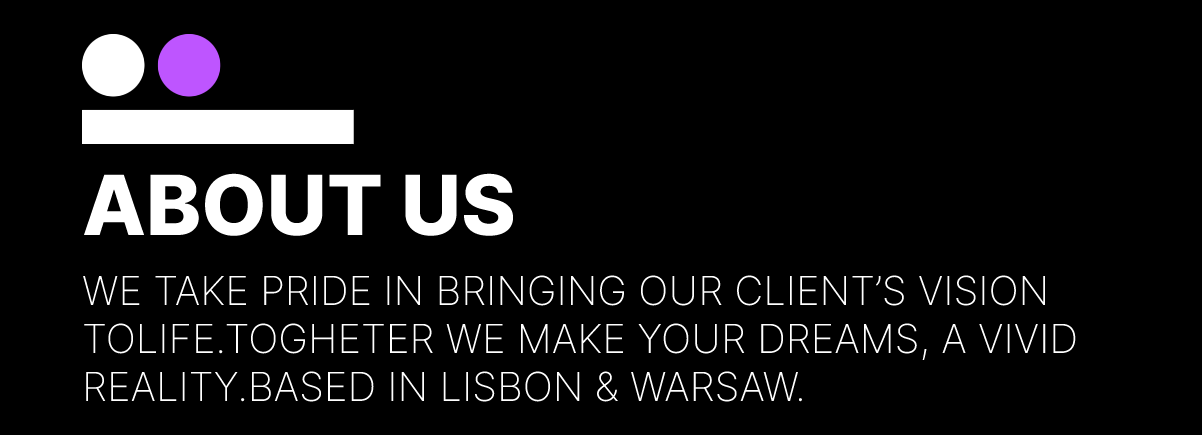 ABOUT US
WE TAKE PRIDE IN BRINGING OUR CLIENT’S VISION
TOLIFE.TOGHETER WE MAKE YOUR DREAMS, A VIVID
REALITY.BASED IN LISBON & WARSAW.